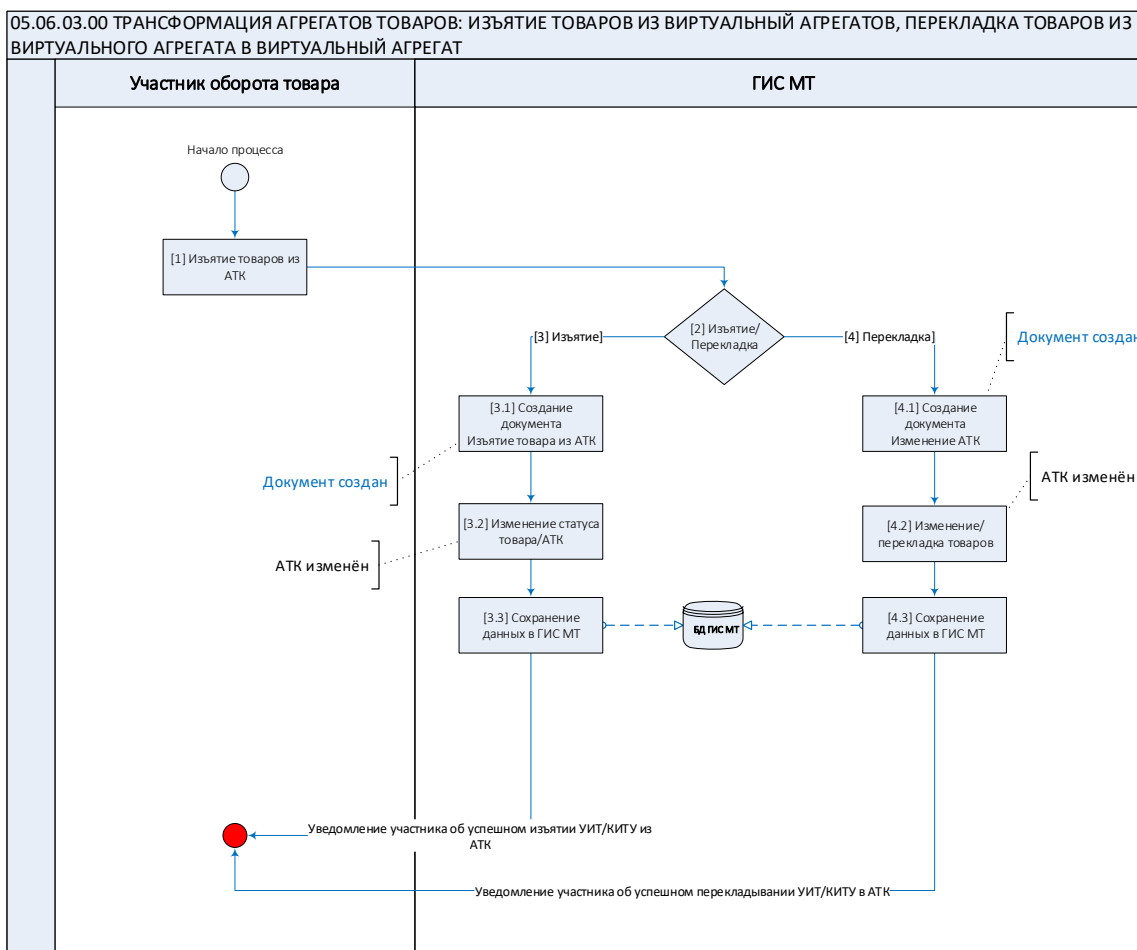 05.06.03.00 ТРАНСФОРМАЦИЯ АГРЕГАТОВ ТОВАРОВ: ИЗЪЯТИЕ ТОВАРОВ ИЗ ВИРТУАЛЬНЫЙ АГРЕГАТОВ, ПЕРЕКЛАДКА ТОВАРОВ ИЗ
ВИРТУАЛЬНОГО АГРЕГАТА В ВИРТУАЛЬНЫЙ АГРЕГАТ
Участник оборота товара
ГИС МТ
Начало процесса
[1] Изъятие товаров из
АТК
[2] Изъятие/
Перекладка
[3] Изъятие]
[4] Перекладка]
Документ создан
[3.1] Создание
документа
Изъятие товара из АТК
[4.1] Создание
документа
Изменение АТК
Документ создан
АТК изменён
[3.2] Изменение статуса
товара/АТК
[4.2] Изменение/
перекладка товаров
АТК изменён
[3.3] Сохранение
данных в ГИС МТ
БД ГИС МТ
[4.3] Сохранение
данных в ГИС МТ
Уведомление участника об успешном изъятии УИТ/КИТУ из
АТК
Уведомление участника об успешном перекладывании УИТ/КИТУ в АТК